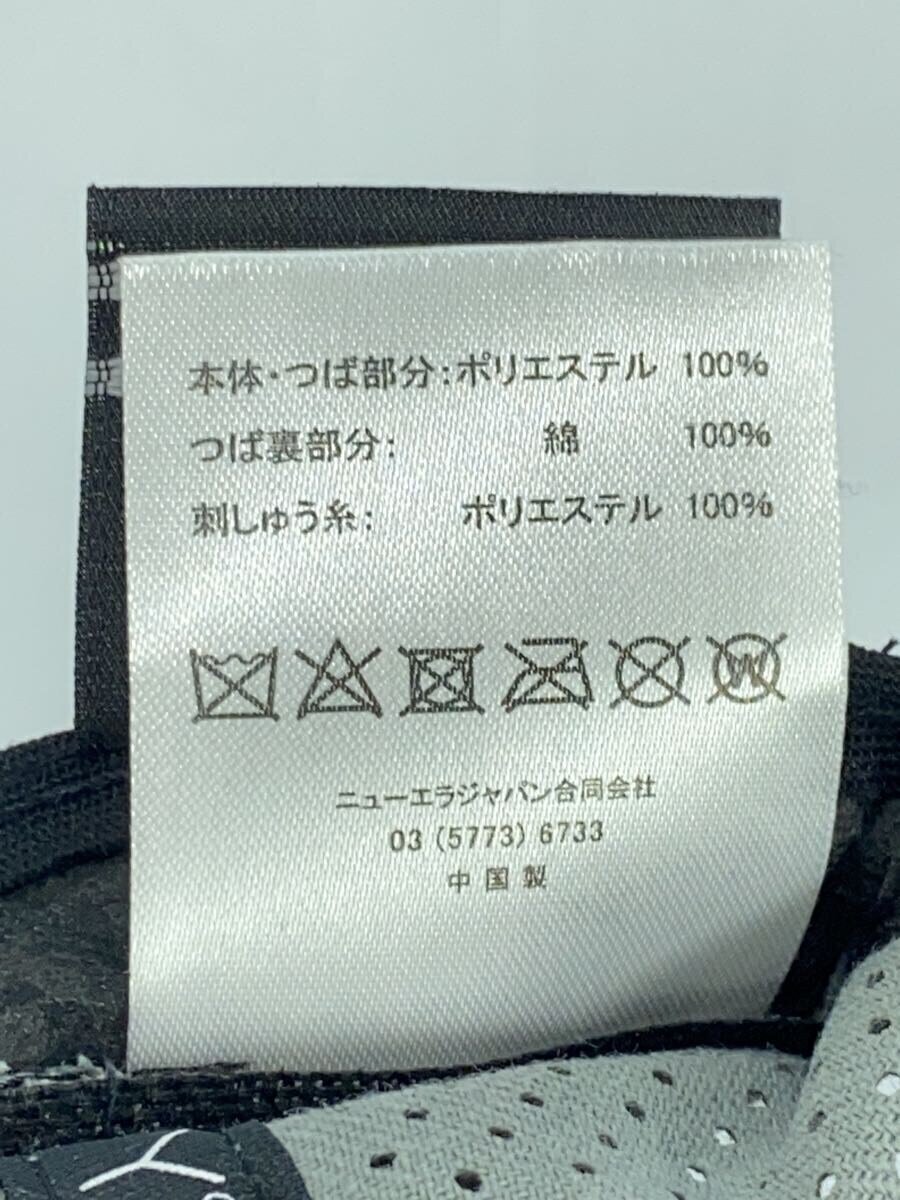 本体・つば部分：ポリエステル 100%
つば裏部分： 綿 100%
刺しゅう糸： ポリエステル 100%
W
ニューエラジャパン合同会社
03 (5773) 6733
中国製